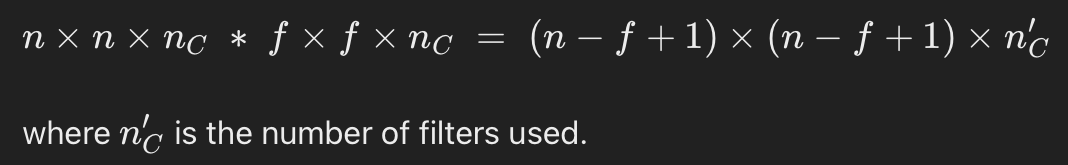 n × n × n_C * f × f × n_C = (n − f + 1) × (n − f + 1) × n′_C
where n′_C is the number of filters used.